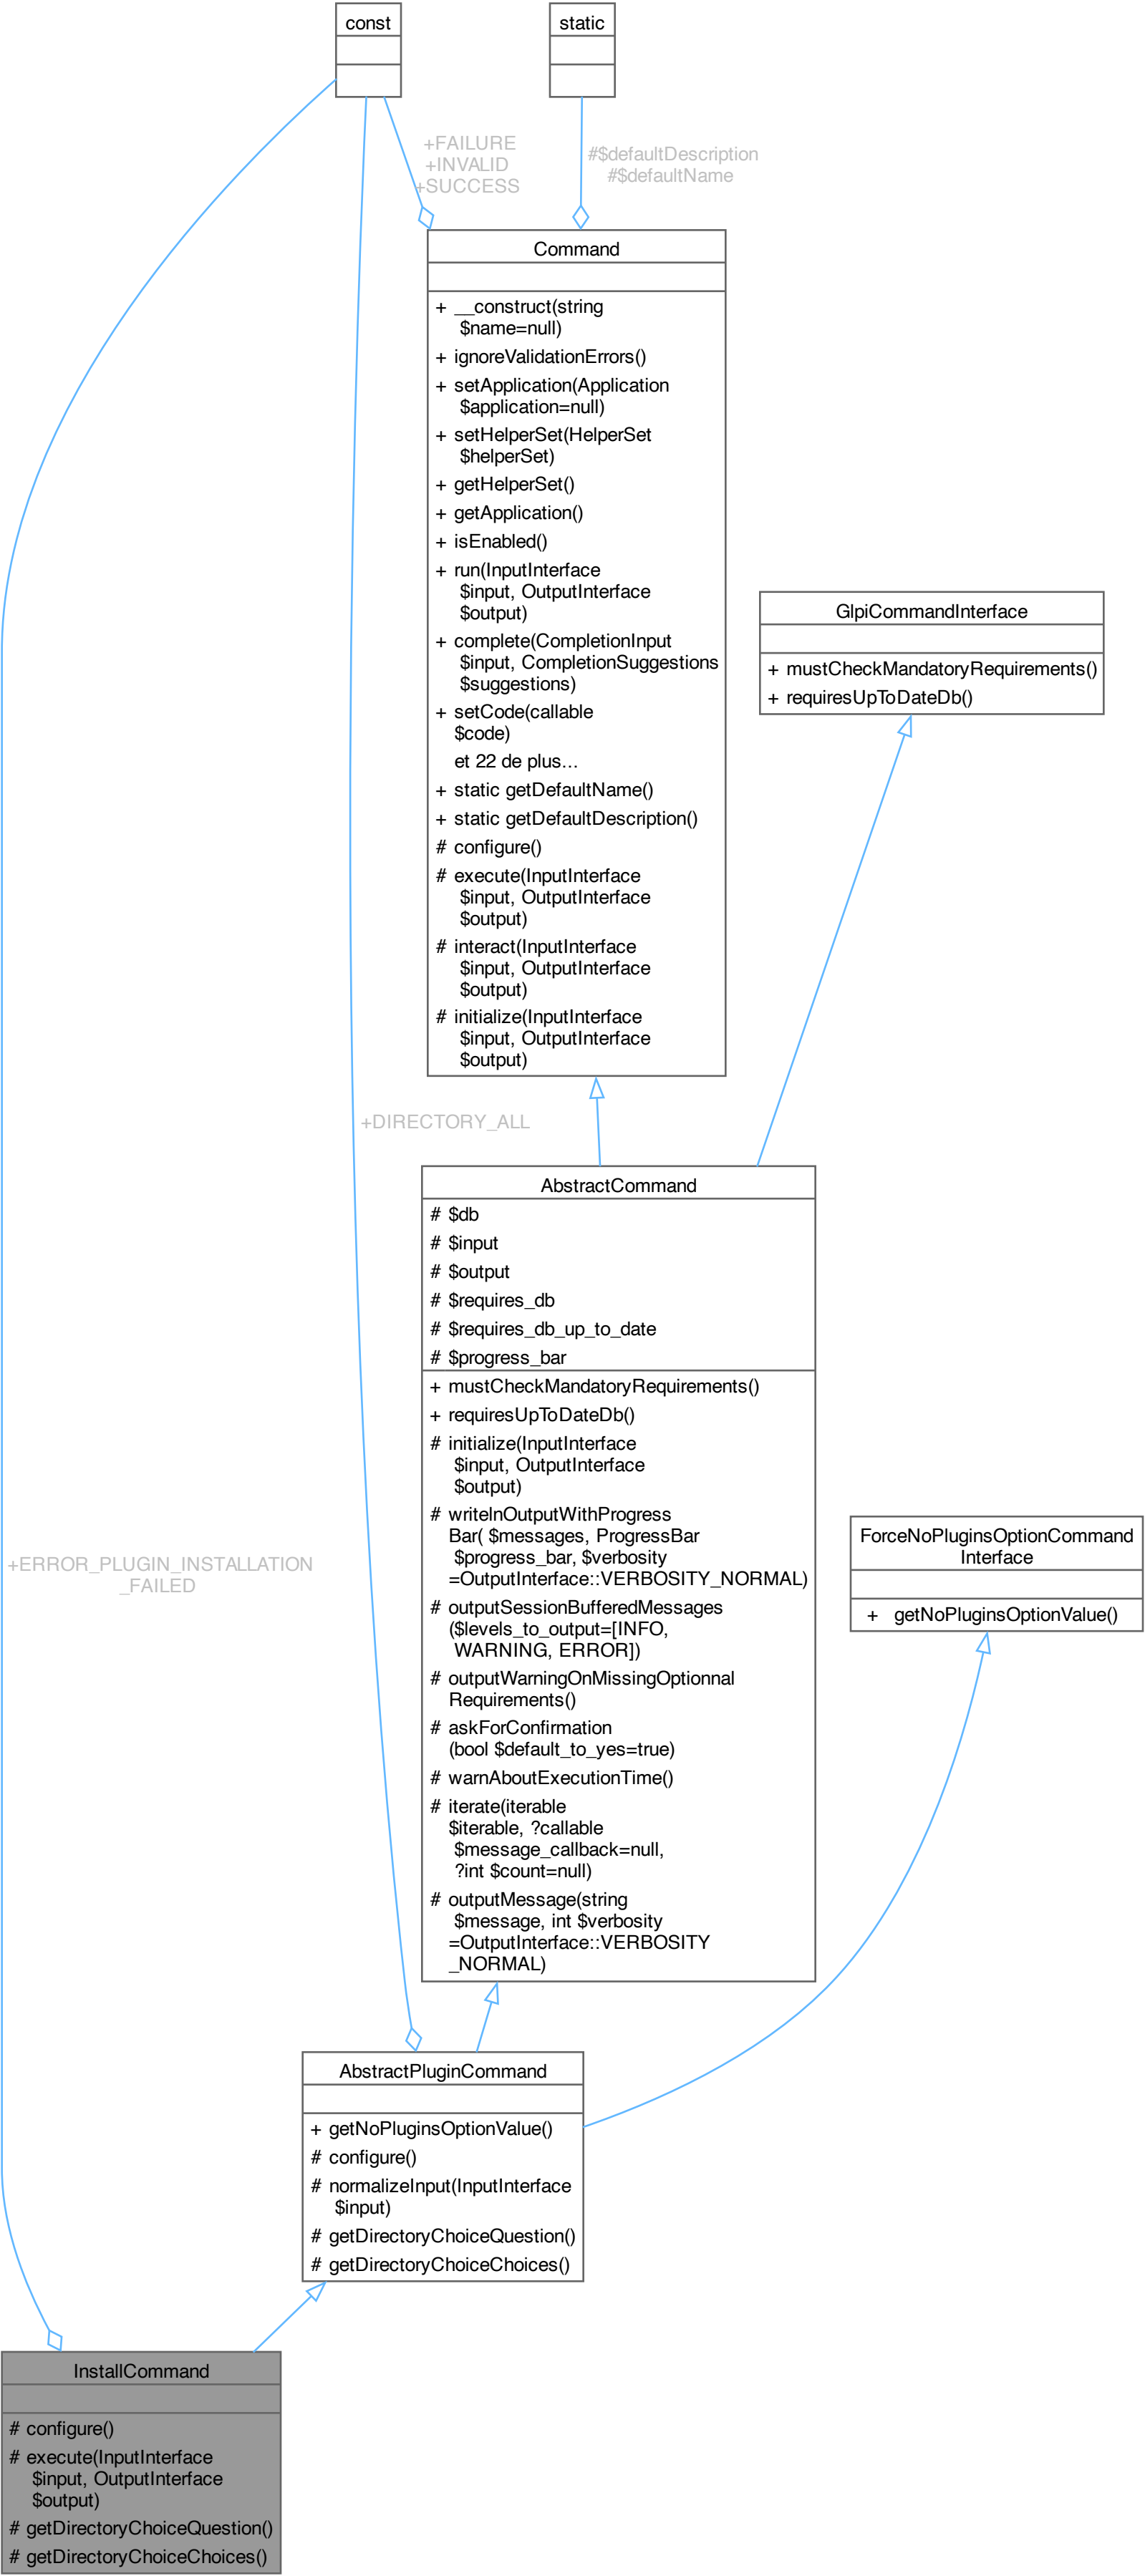 const
static
+FAILURE
+INVALID
+SUCCESS
#$defaultDescription
#$defaultName
Command
+ __construct(string
$name=null)
+ ignoreValidationErrors()
+ setApplication(Application
$application=null)
+ setHelperSet(HelperSet
$helperSet)
+ getHelperSet()
+ getApplication()
+ isEnabled()
+ run(InputInterface
$input, OutputInterface
$output)
+ complete(CompletionInput
$input, CompletionSuggestions
$suggestions)
+ setCode(callable
$code)
et 22 de plus...
+ static getDefaultName()
+ static getDefaultDescription()
# configure()
# execute(InputInterface
$input, OutputInterface
$output)
# interact(InputInterface
$input, OutputInterface
$output)
# initialize(InputInterface
$input, OutputInterface
$output)
GlpiCommandInterface
+ mustCheckMandatoryRequirements()
+ requiresUpToDateDb()
+DIRECTORY_ALL
AbstractCommand
# $db
# $input
# $output
# $requires_db
# $requires_db_up_to_date
# $progress_bar
+ mustCheckMandatoryRequirements()
+ requiresUpToDateDb()
# initialize(InputInterface
$input, OutputInterface
$output)
# writelnOutputWithProgress
Bar( $messages, ProgressBar
$progress_bar, $verbosity
=OutputInterface::VERBOSITY_NORMAL)
# outputSessionBufferedMessages
($levels_to_output=[INFO,
WARNING, ERROR])
# outputWarningOnMissingOptionnal
Requirements()
# askForConfirmation
(bool $default_to_yes=true)
# warnAboutExecutionTime()
# iterate(iterable
$iterable, ?callable
$message_callback=null,
?int $count=null)
# outputMessage(string
$message, int $verbosity
=OutputInterface::VERBOSITY
_NORMAL)
+ERROR_PLUGIN_INSTALLATION
_FAILED
ForceNoPluginsOptionCommand
Interface
+ getNoPluginsOptionValue()
AbstractPluginCommand
+ getNoPluginsOptionValue()
# configure()
# normalizeInput(InputInterface
$input)
# getDirectoryChoiceQuestion()
# getDirectoryChoiceChoices()
InstallCommand
# configure()
# execute(InputInterface
$input, OutputInterface
$output)
# getDirectoryChoiceQuestion()
# getDirectoryChoiceChoices()